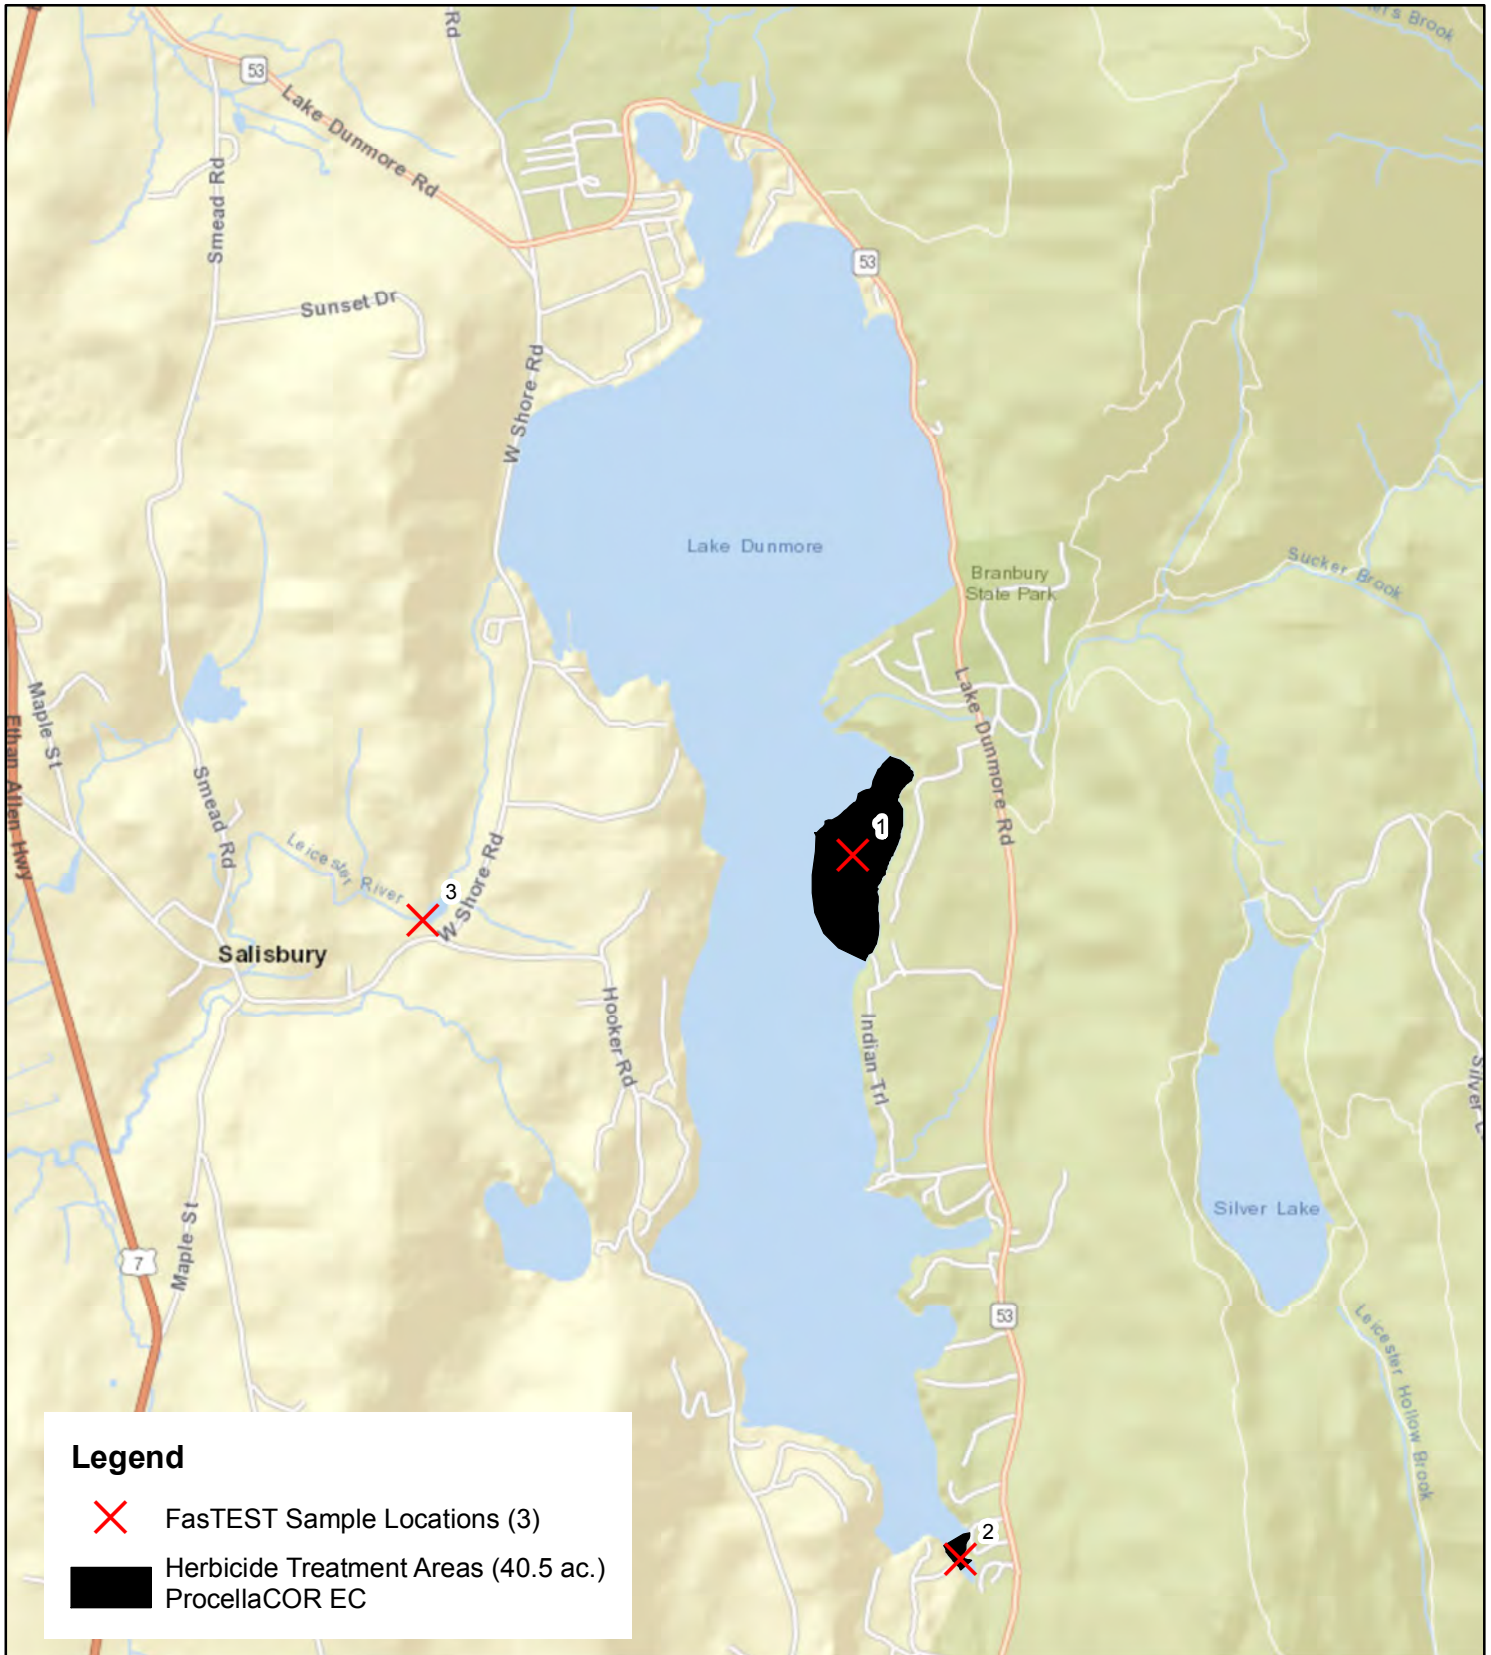 Rd
53
Lake Dunmore Rd
Smead Rd
53
Sunset Dr
W Shore Rd
Lake Dunmore
Branbury
State Park
Sucker Brook
Maple St
Ethan Allen Hwy
Lake Dunmore Rd
Smead Rd
1
Leicester River
3
W Shore Rd
Salisbury
Hooker Rd
Indian Trl
Silver Lake
Maple St
7
53
Leicester Hollow Brook
2
Legend
FasTEST Sample Locations (3)
Herbicide Treatment Areas (40.5 ac.)
ProcellaCOR EC